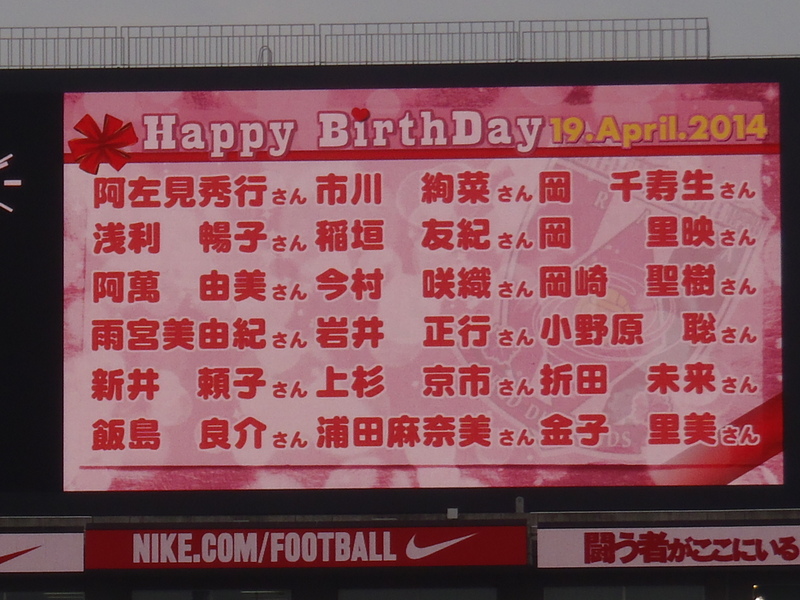 Happy BirthDay 19.April.2014
阿左見秀行さん 市川 絢菜さん 岡 千寿生さん
浅利 暢子さん 稲垣 友紀さん 岡 里映さん
阿萬 由美さん 今村 咲織さん 岡崎 聖樹さん
雨宮美由紀さん 岩井 正行さん 小野原 聡さん
新井 頼子さん 上杉 京市さん 折田 未来さん
飯島 良介さん 浦田麻奈美さん 金子 里美さん
NIKE.COM/FOOTBALL
闘う者がここにいる